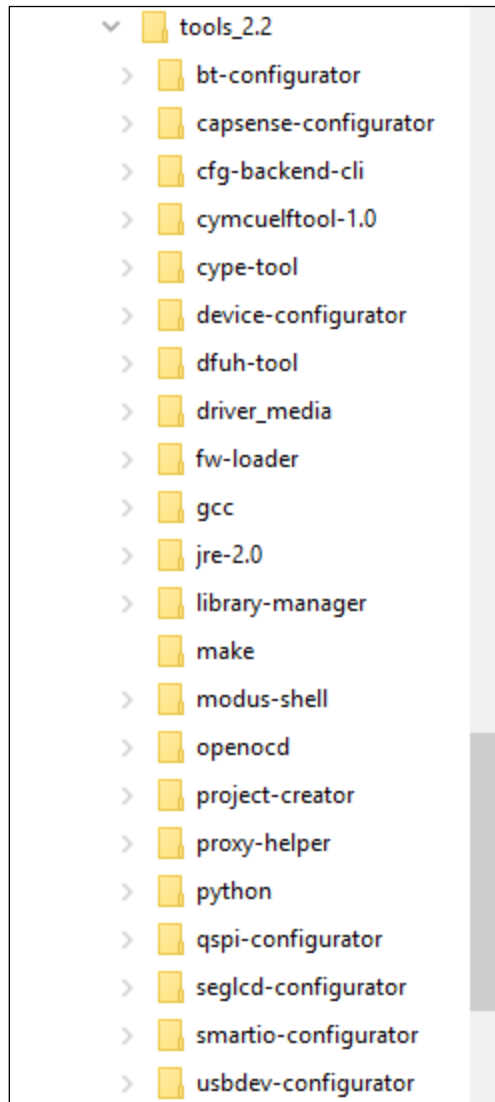 tools_2.2
bt-configurator
capsense-configurator
cfg-backend-cli
cymcuelftool-1.0
cype-tool
device-configurator
dfuh-tool
driver_media
fw-loader
gcc
jre-2.0
library-manager
make
modus-shell
openocd
project-creator
proxy-helper
python
qspi-configurator
seglcd-configurator
smartio-configurator
usbdev-configurator